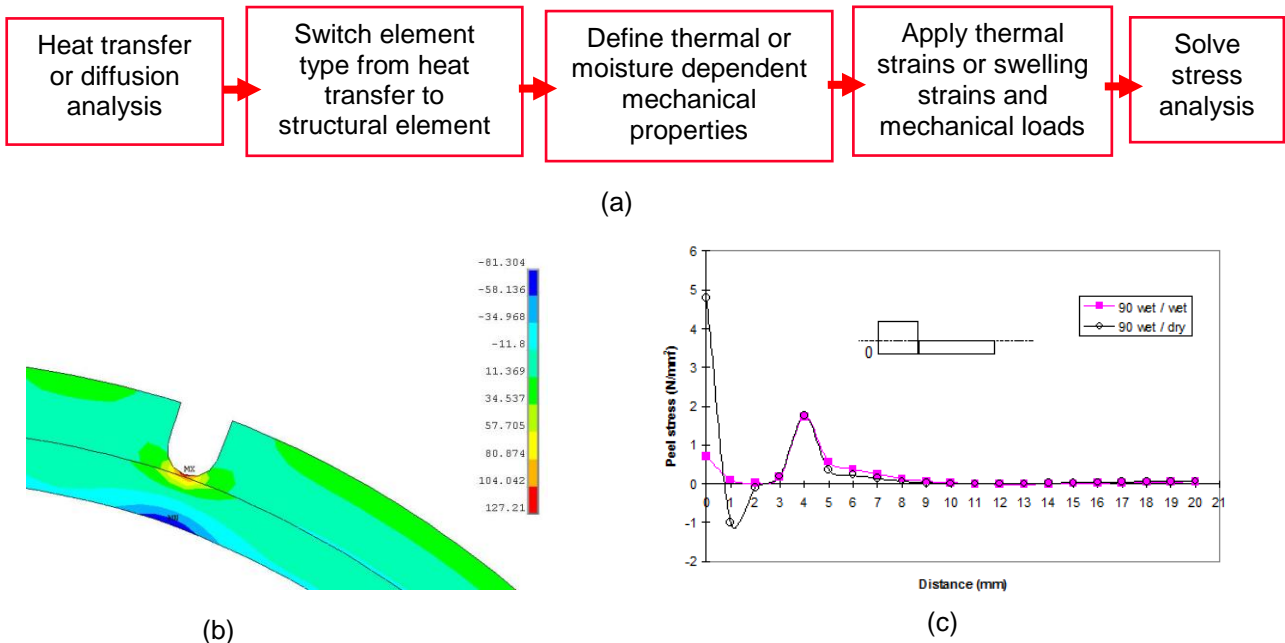 Heat transfer
or diffusion
analysis
Switch element
type from heat
transfer to
structural element
Define thermal or
moisture dependent
mechanical
properties
Apply thermal
strains or swelling
strains and
mechanical loads
Solve
stress
analysis
(a)
-81.304
-58.136
-34.968
-11.8
11.369
34.537
57.705
80.874
104.042
127.21
MX
(b)
Peel stress (N/mm²)
6
5
4
3
2
1
0
-1
-2
0 1 2 3 4 5 6 7 8 9 10 11 12 13 14 15 16 17 18 19 20 21
Distance (mm)
90 wet / wet
90 wet / dry
0
(c)